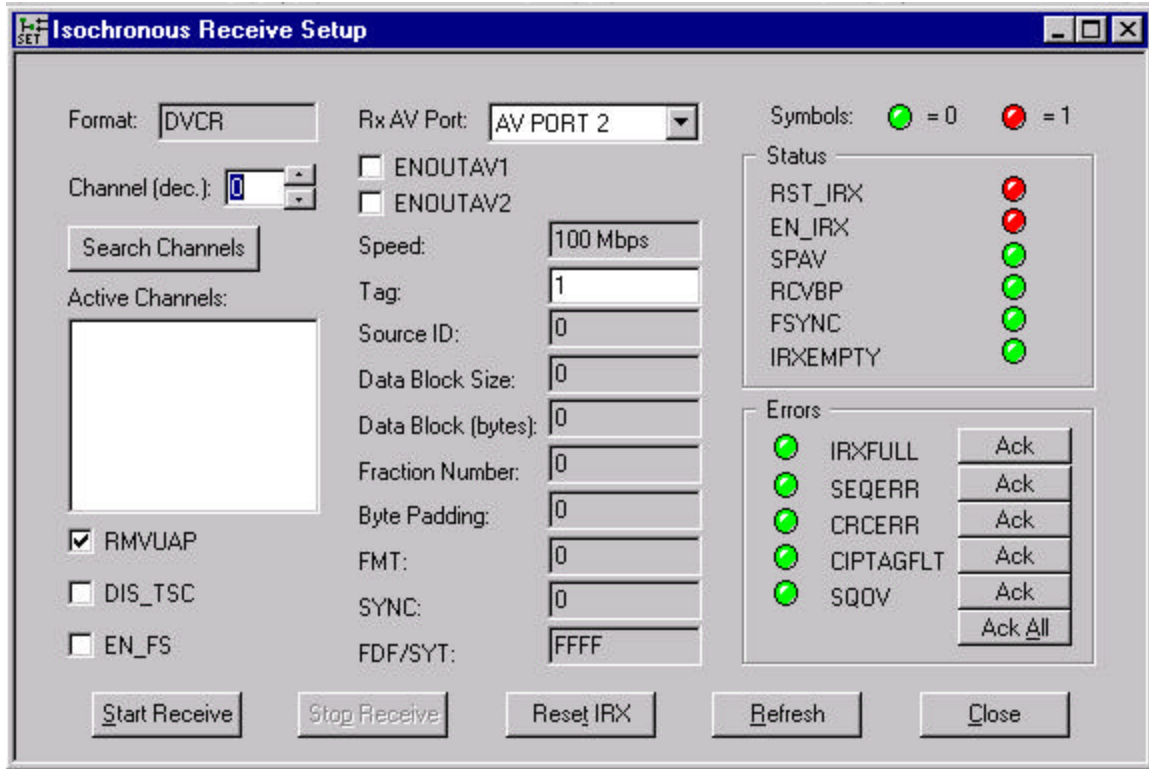 SET Isochronous Receive Setup
Format: DVCR
Channel (dec.): 0
Search Channels
Active Channels:
RMVUAP
DIS_TSC
EN_FS
Rx AV Port: AV PORT 2
ENOUTAV1
ENOUTAV2
Speed: 100 Mbps
Tag: 1
Source ID: 0
Data Block Size: 0
Data Block (bytes): 0
Fraction Number: 0
Byte Padding: 0
FMT: 0
SYNC: 0
FDF/SYT: FFFF
Symbols: = 0 = 1
Status
RST_IRX
EN_IRX
SPAV
RCVBP
FSYNC
IRXEMPTY
Errors
IRXFULL Ack
SEQERR Ack
CRCERR Ack
CIPTAGFLT Ack
SQOV Ack
Ack All
Start Receive Stop Receive Reset IRX Refresh Close